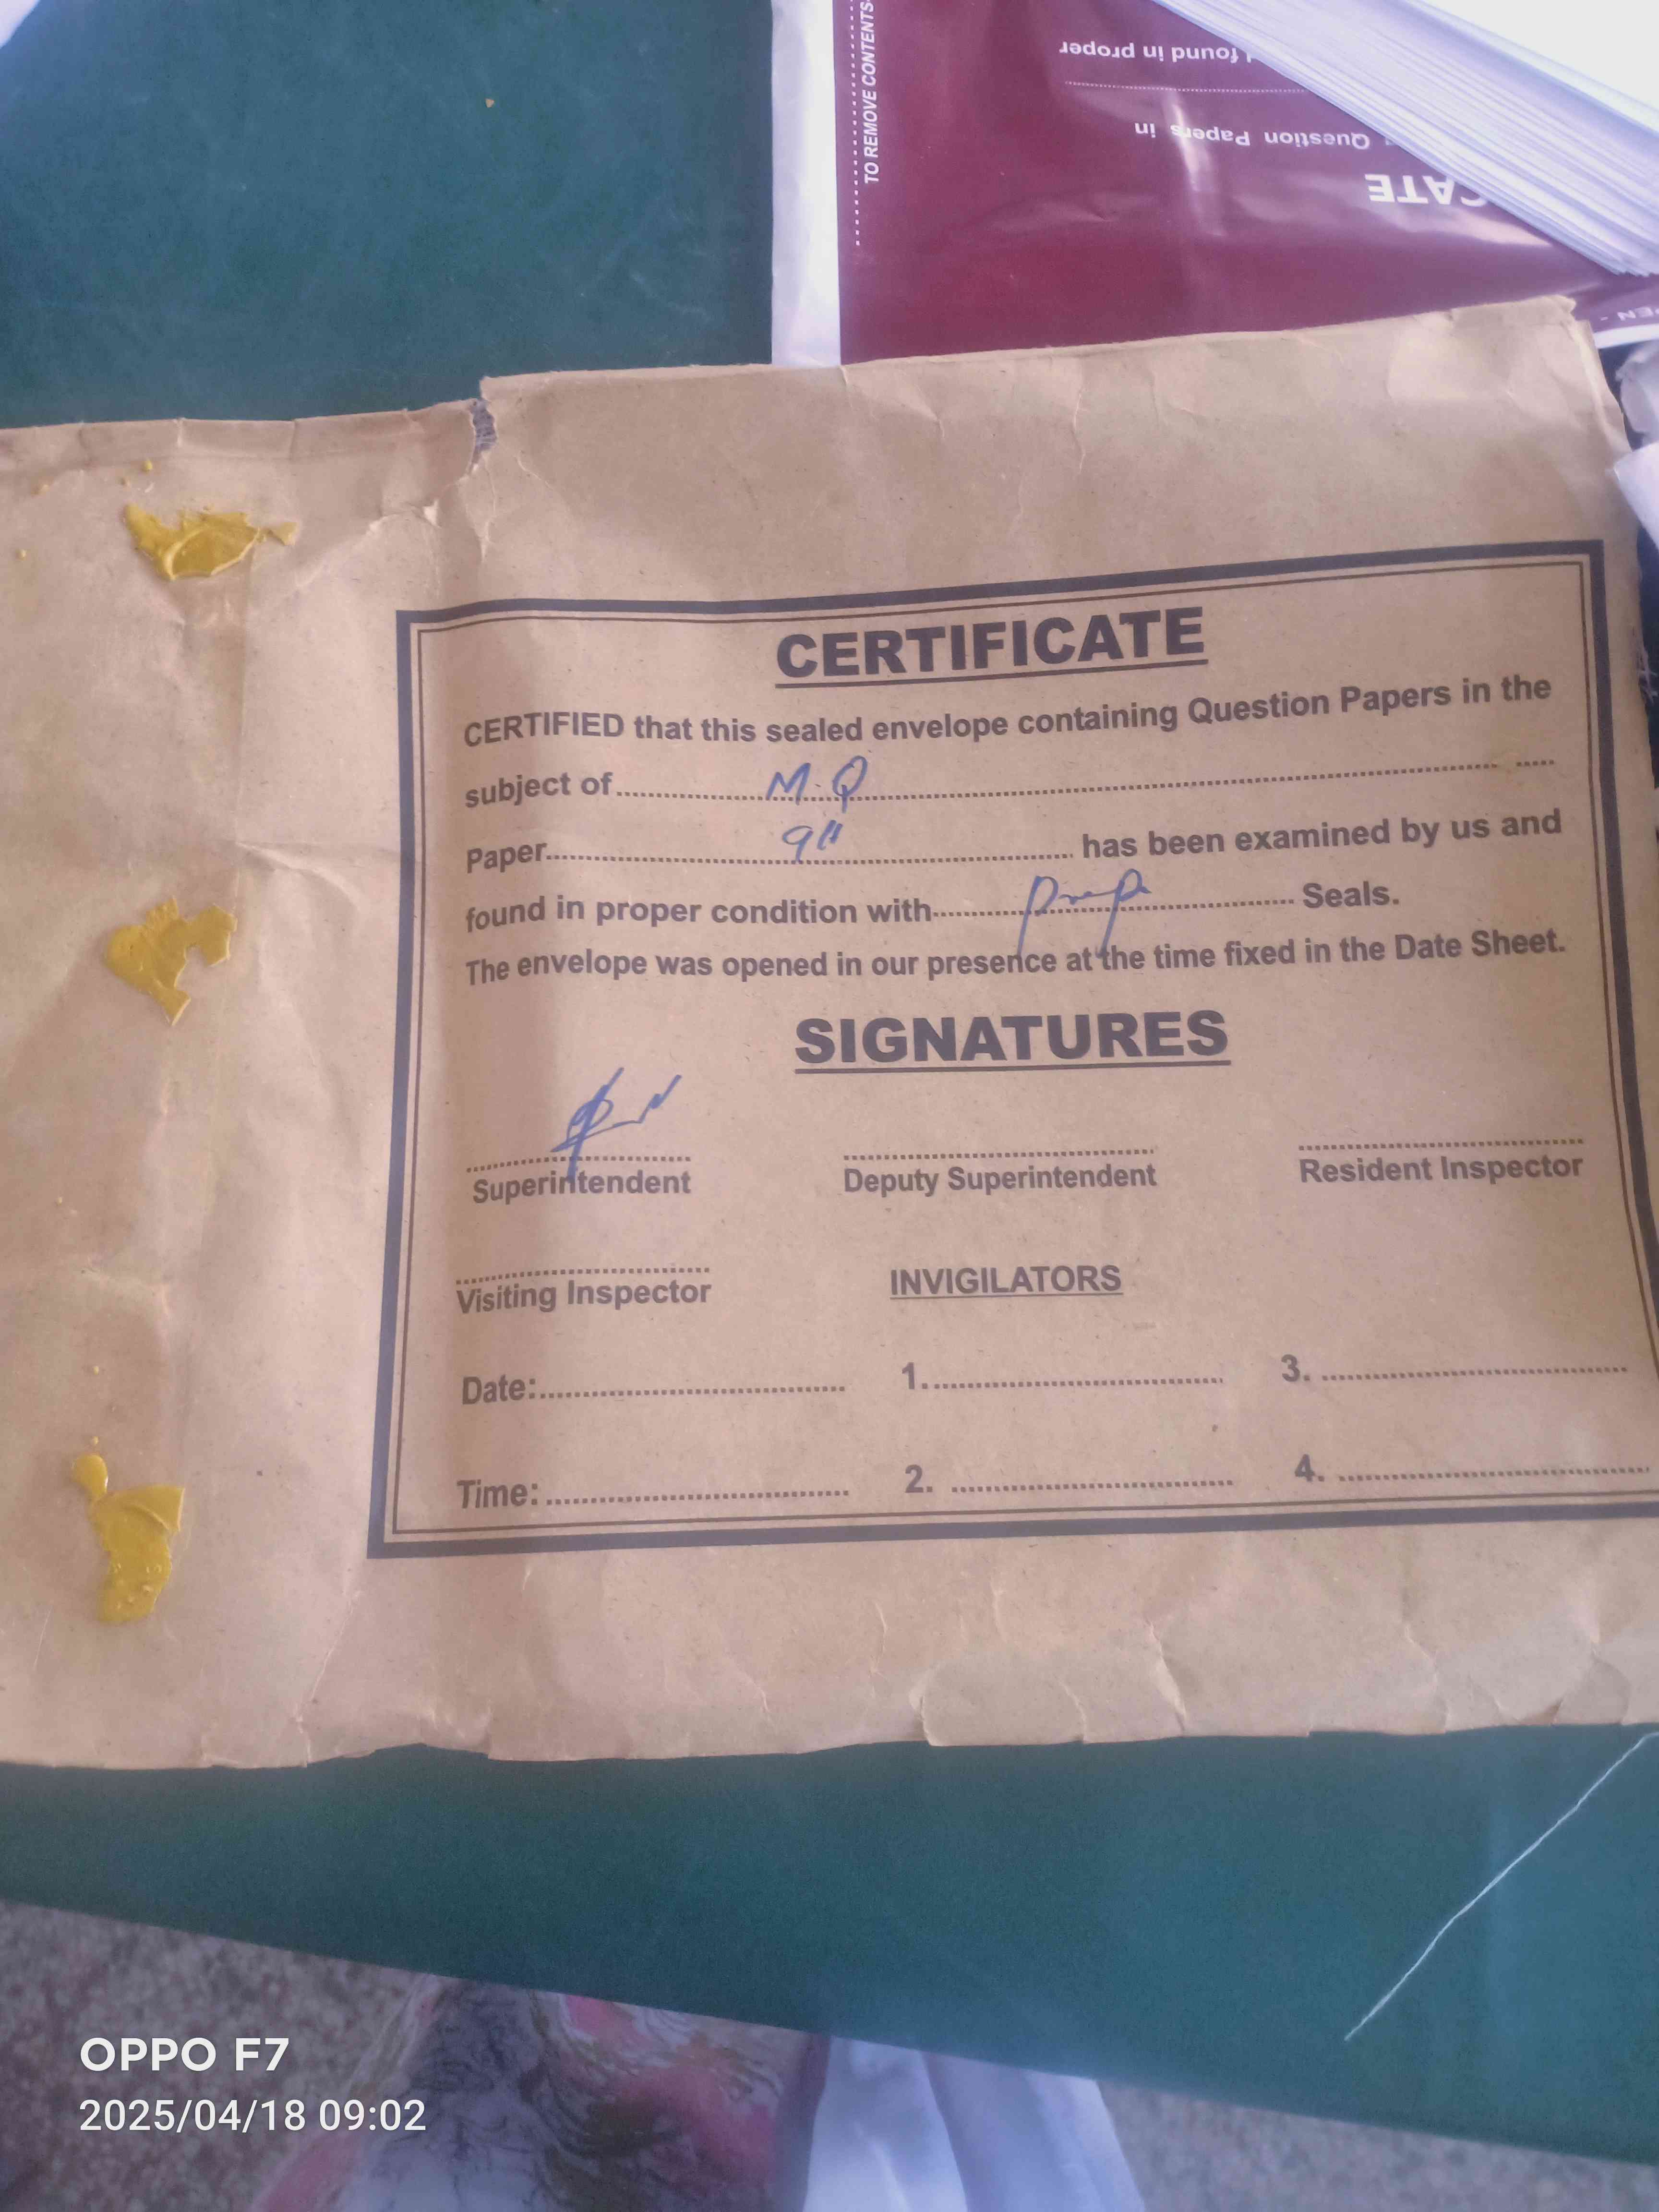 TO REMOVE CONTENTS
found in proper
Question Papers in
CATE
CERTIFICATE
CERTIFIED that this sealed envelope containing Question Papers in the
subject of M.Q
Paper 9" has been examined by us and
found in proper condition with Seals.
The envelope was opened in our presence at the time fixed in the Date Sheet.
SIGNATURES
Superintendent Deputy Superintendent Resident Inspector
Visiting Inspector INVIGILATORS
Date: 1. 3.
Time: 2. 4.
OPPO F7
2025/04/18 09:02